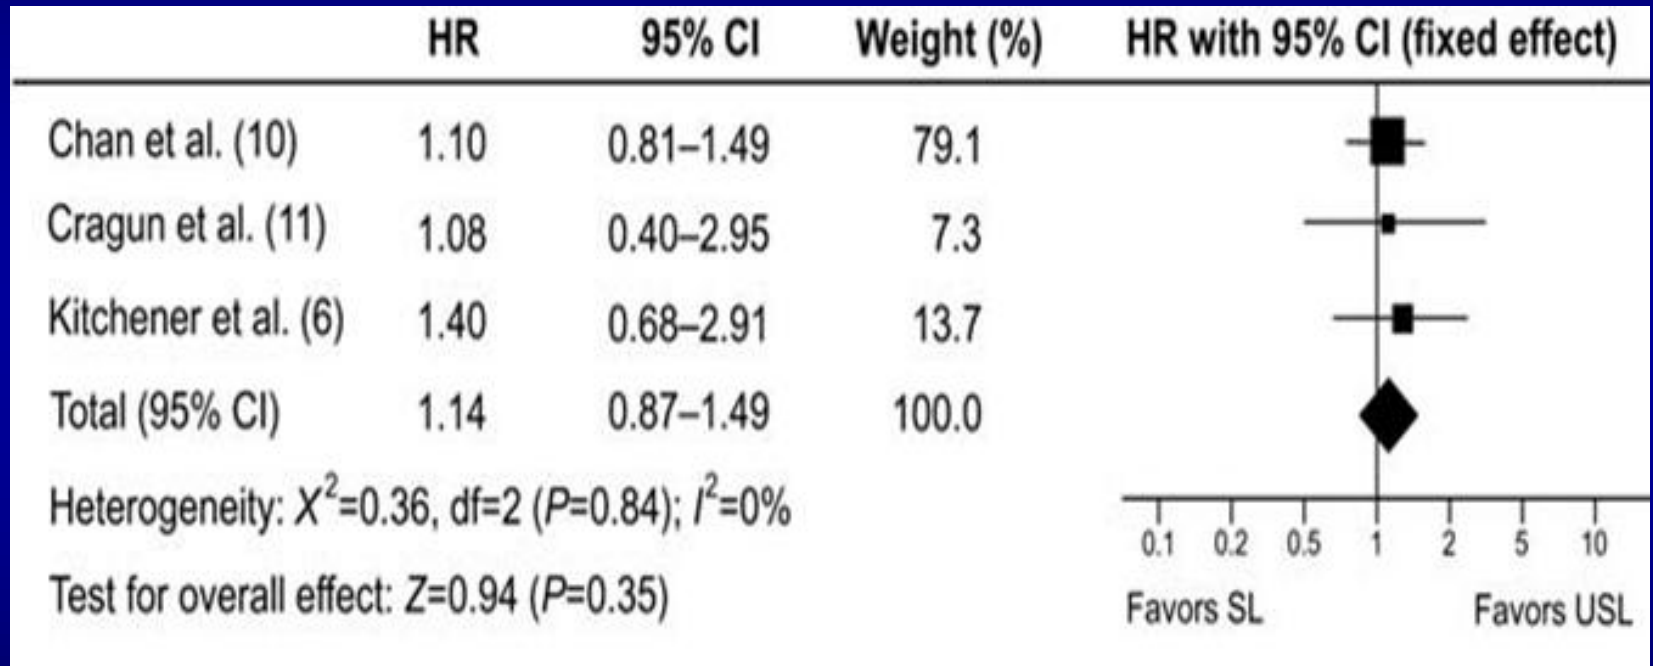 HR 95% CI Weight (%) HR with 95% CI (fixed effect)
Chan et al. (10) 1.10 0.81–1.49 79.1
Cragun et al. (11) 1.08 0.40–2.95 7.3
Kitchener et al. (6) 1.40 0.68–2.91 13.7
Total (95% CI) 1.14 0.87–1.49 100.0
Heterogeneity: X²=0.36, df=2 (P=0.84); I²=0%
0.1 0.2 0.5 1 2 5 10
Test for overall effect: Z=0.94 (P=0.35)
Favors SL Favors USL